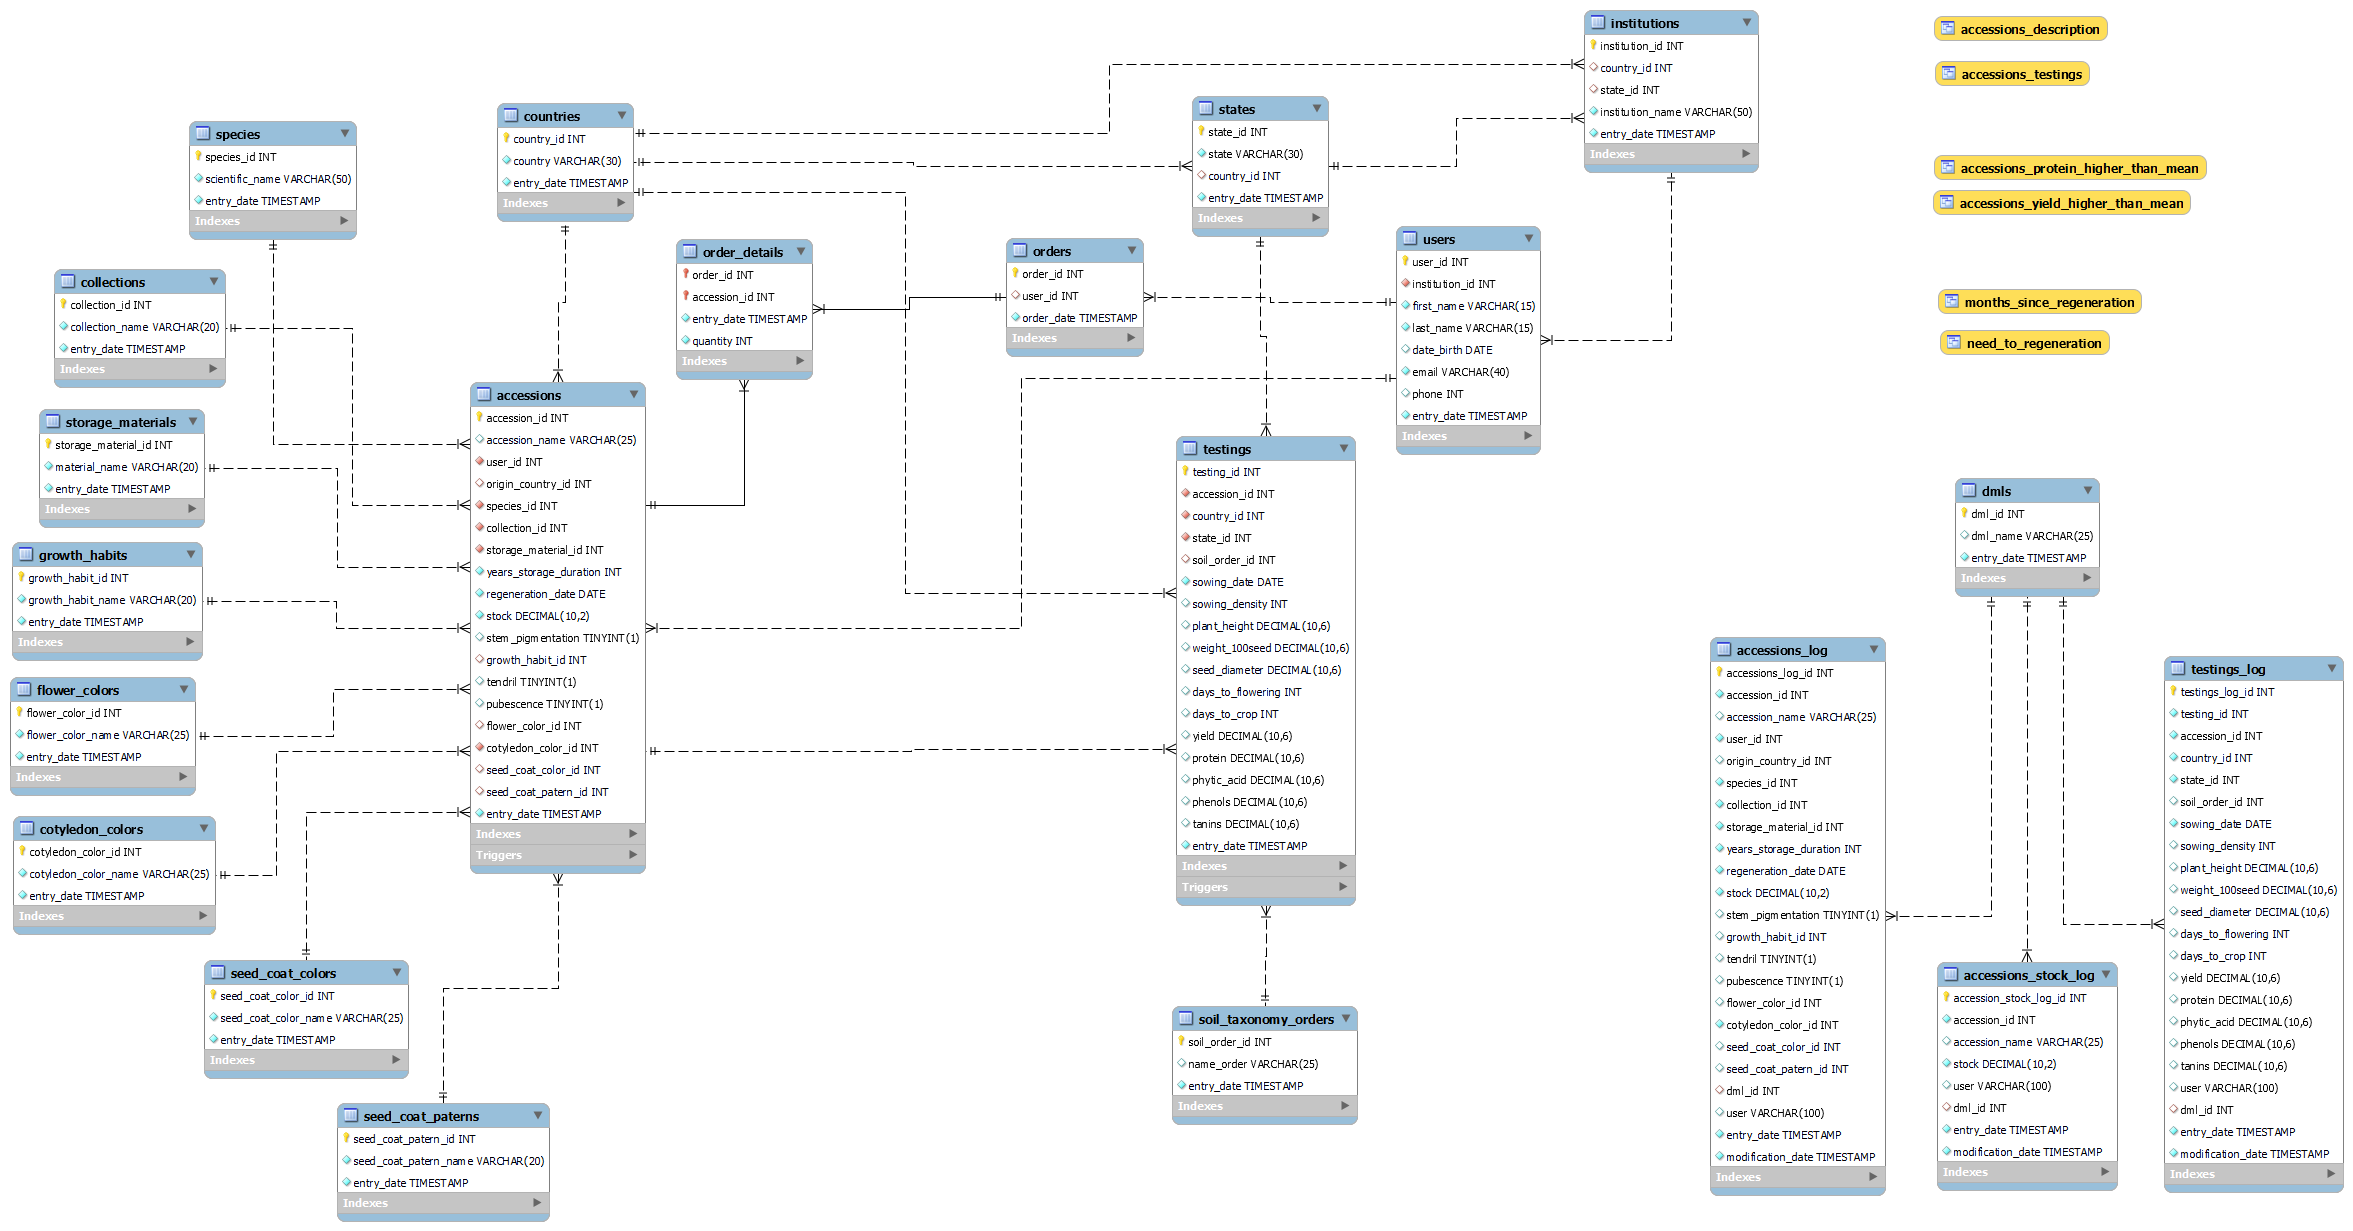 species
species_id INT
scientific_name VARCHAR(50)
entry_date TIMESTAMP
Indexes
collections
collection_id INT
collection_name VARCHAR(20)
entry_date TIMESTAMP
Indexes
storage_materials
storage_material_id INT
material_name VARCHAR(20)
entry_date TIMESTAMP
Indexes
growth_habits
growth_habit_id INT
growth_habit_name VARCHAR(20)
entry_date TIMESTAMP
Indexes
flower_colors
flower_color_id INT
flower_color_name VARCHAR(25)
entry_date TIMESTAMP
Indexes
cotyledon_colors
cotyledon_color_id INT
cotyledon_color_name VARCHAR(25)
entry_date TIMESTAMP
Indexes
seed_coat_colors
seed_coat_color_id INT
seed_coat_color_name VARCHAR(25)
entry_date TIMESTAMP
Indexes
seed_coat_paterns
seed_coat_patern_id INT
seed_coat_patern_name VARCHAR(20)
entry_date TIMESTAMP
Indexes
countries
country_id INT
country VARCHAR(30)
entry_date TIMESTAMP
Indexes
accessions
accession_id INT
accession_name VARCHAR(25)
user_id INT
origin_country_id INT
species_id INT
collection_id INT
storage_material_id INT
years_storage_duration INT
regeneration_date DATE
stock DECIMAL(10,2)
stem_pigmentation TINYINT(1)
growth_habit_id INT
tendril TINYINT(1)
pubescence TINYINT(1)
flower_color_id INT
cotyledon_color_id INT
seed_coat_color_id INT
seed_coat_patern_id INT
entry_date TIMESTAMP
Indexes
Triggers
order_details
order_id INT
accession_id INT
entry_date TIMESTAMP
quantity INT
Indexes
orders
order_id INT
user_id INT
order_date TIMESTAMP
Indexes
states
state_id INT
state VARCHAR(30)
country_id INT
entry_date TIMESTAMP
Indexes
institutions
institution_id INT
country_id INT
state_id INT
institution_name VARCHAR(50)
entry_date TIMESTAMP
Indexes
users
user_id INT
institution_id INT
first_name VARCHAR(15)
last_name VARCHAR(15)
date_birth DATE
email VARCHAR(40)
phone INT
entry_date TIMESTAMP
Indexes
testings
testing_id INT
accession_id INT
country_id INT
state_id INT
soil_order_id INT
sowing_date DATE
sowing_density INT
plant_height DECIMAL(10,6)
weight_100seed DECIMAL(10,6)
seed_diameter DECIMAL(10,6)
days_to_flowering INT
days_to_crop INT
yield DECIMAL(10,6)
protein DECIMAL(10,6)
phytic_acid DECIMAL(10,6)
phenols DECIMAL(10,6)
tanins DECIMAL(10,6)
entry_date TIMESTAMP
Indexes
Triggers
soil_taxonomy_orders
soil_order_id INT
name_order VARCHAR(25)
entry_date TIMESTAMP
Indexes
accessions_description
accessions_testings
accessions_protein_higher_than_mean
accessions_yield_higher_than_mean
months_since_regeneration
need_to_regeneration
dmls
dml_id INT
dml_name VARCHAR(25)
entry_date TIMESTAMP
Indexes
accessions_log
accessions_log_id INT
accession_id INT
accession_name VARCHAR(25)
user_id INT
origin_country_id INT
species_id INT
collection_id INT
storage_material_id INT
years_storage_duration INT
regeneration_date DATE
stock DECIMAL(10,2)
stem_pigmentation TINYINT(1)
growth_habit_id INT
tendril TINYINT(1)
pubescence TINYINT(1)
flower_color_id INT
cotyledon_color_id INT
seed_coat_color_id INT
seed_coat_patern_id INT
dml_id INT
user VARCHAR(100)
entry_date TIMESTAMP
modification_date TIMESTAMP
Indexes
accessions_stock_log
accession_stock_log_id INT
accession_id INT
accession_name VARCHAR(25)
stock DECIMAL(10,2)
user VARCHAR(100)
dml_id INT
entry_date TIMESTAMP
modification_date TIMESTAMP
Indexes
testings_log
testings_log_id INT
testing_id INT
accession_id INT
country_id INT
state_id INT
soil_order_id INT
sowing_date DATE
sowing_density INT
plant_height DECIMAL(10,6)
weight_100seed DECIMAL(10,6)
seed_diameter DECIMAL(10,6)
days_to_flowering INT
days_to_crop INT
yield DECIMAL(10,6)
protein DECIMAL(10,6)
phytic_acid DECIMAL(10,6)
phenols DECIMAL(10,6)
tanins DECIMAL(10,6)
user VARCHAR(100)
dml_id INT
entry_date TIMESTAMP
modification_date TIMESTAMP
Indexes